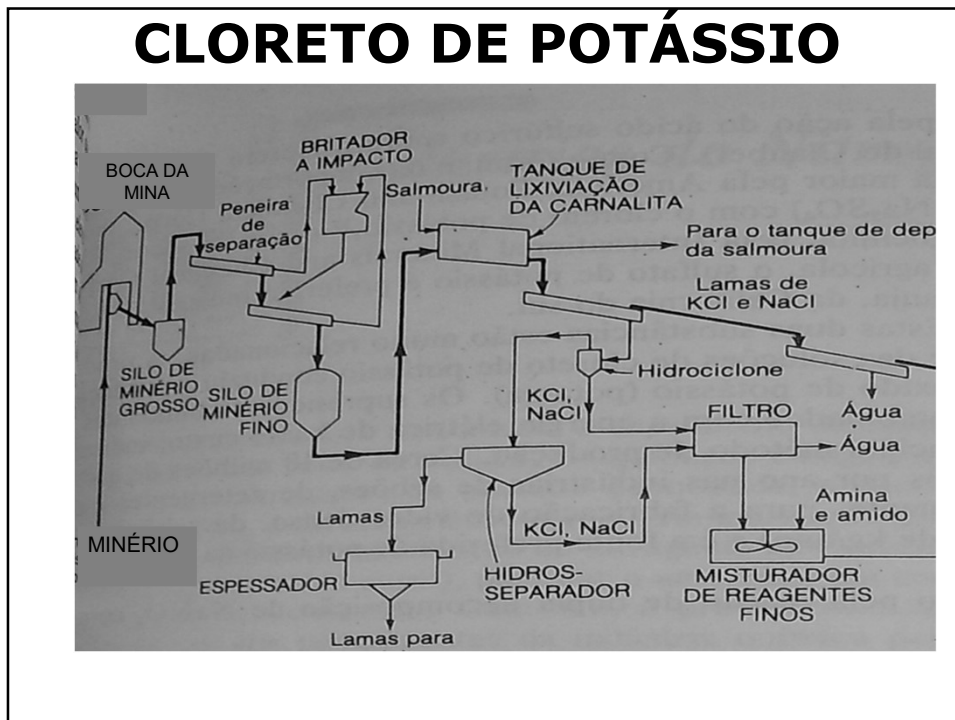 CLORETO DE POTÁSSIO
BOCA DA
MINA
Peneira
de
separação
BRITADOR
A IMPACTO
Salmoura
TANQUE DE
LIXIVIAÇÃO
DA CARNALITA
Para o tanque de dep
da salmoura
Lamas de
KCl e NaCl
SILO DE
MINÉRIO
GROSSO
SILO DE
MINÉRIO
FINO
Hidrociclone
KCl,
NaCl
FILTRO
Água
Água
Lamas
KCl, NaCl
Amina
e amido
MINÉRIO
ESPESSADOR
HIDROS-
SEPARADOR
MISTURADOR
DE REAGENTES
FINOS
Lamas para